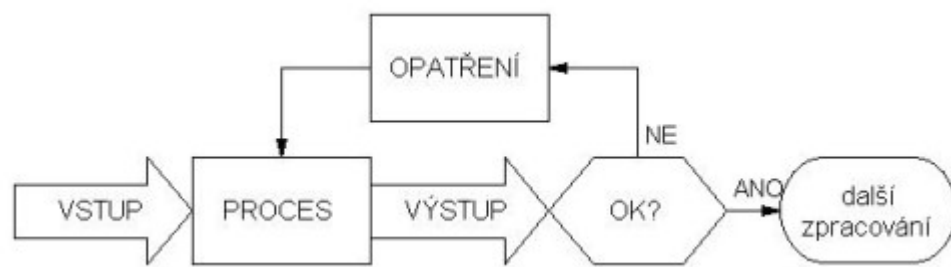 OPATŘENÍ
NE
VSTUP
PROCES
VÝSTUP
OK?
ANO
další
zpracování